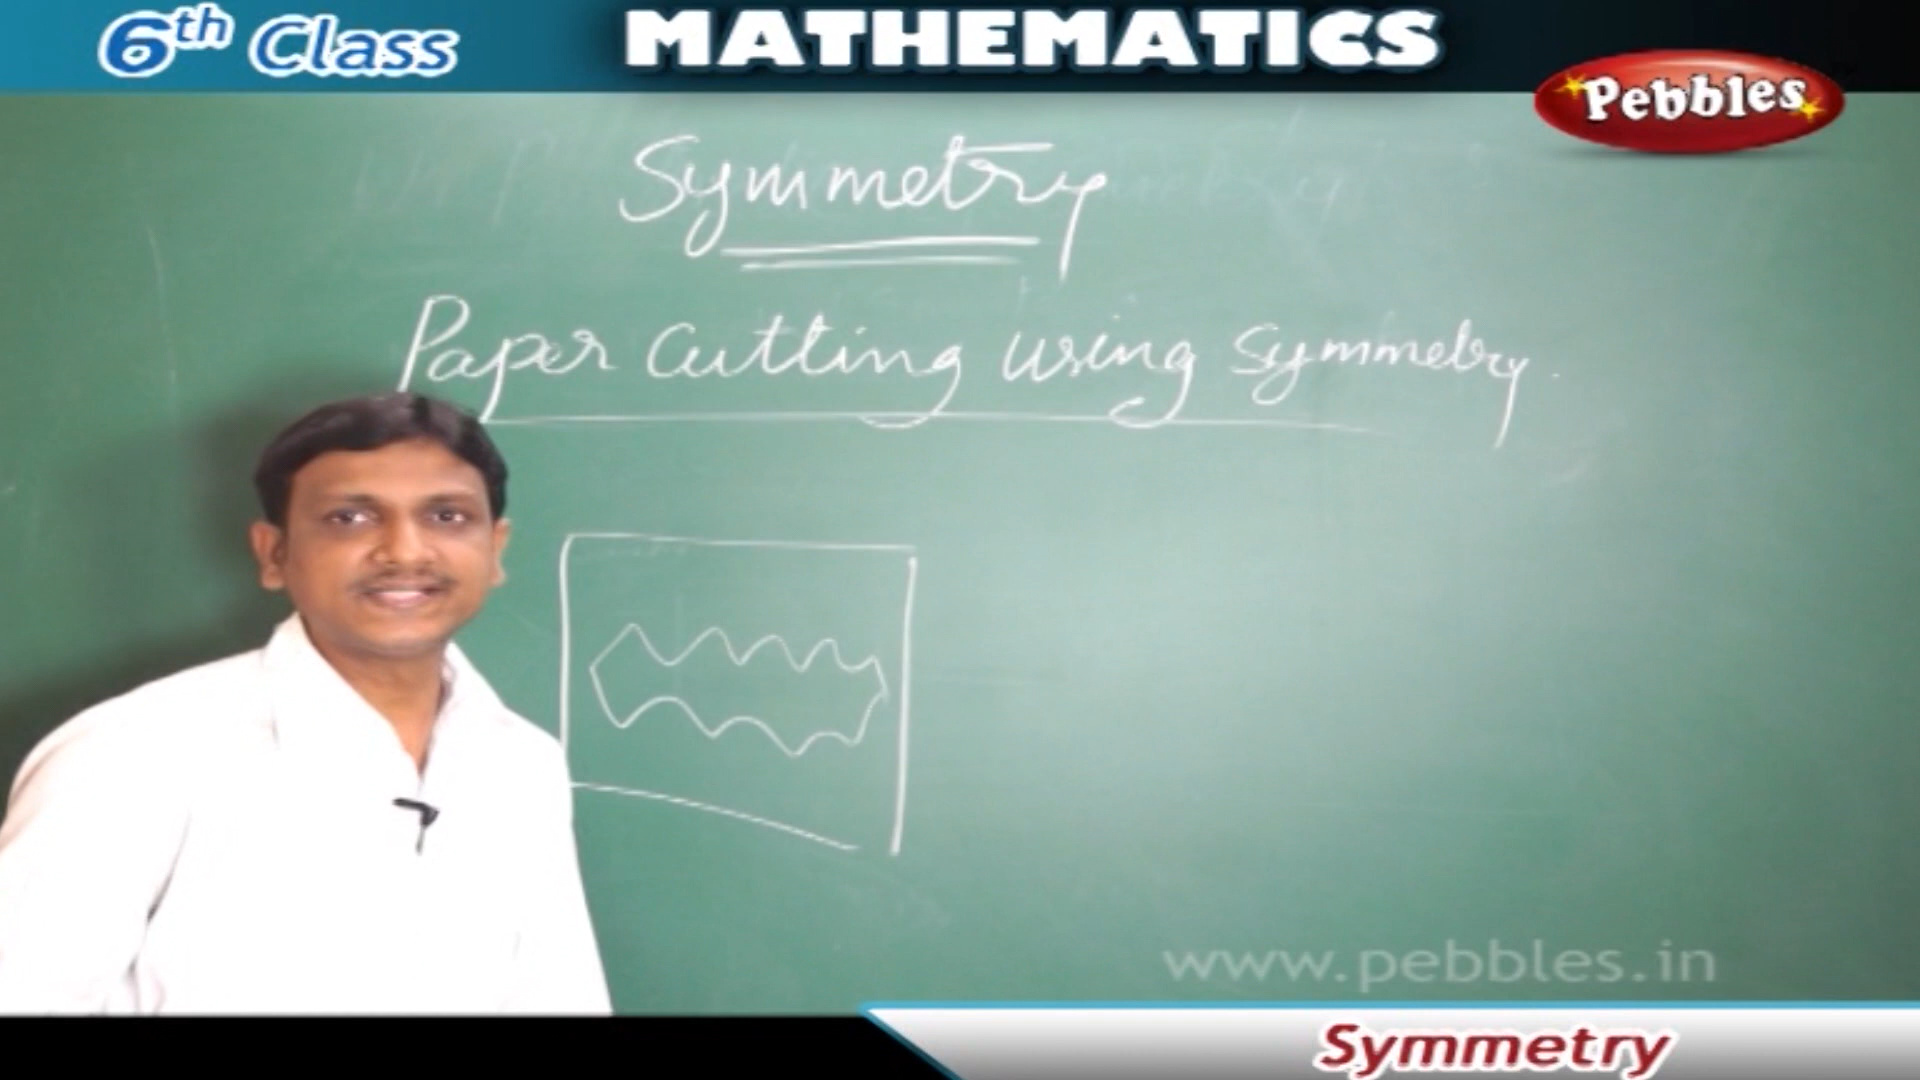 6th Class
MATHEMATICS
Pebbles
Symmetry
Paper Cutting using Symmetry.
www.pebbles.in
Symmetry